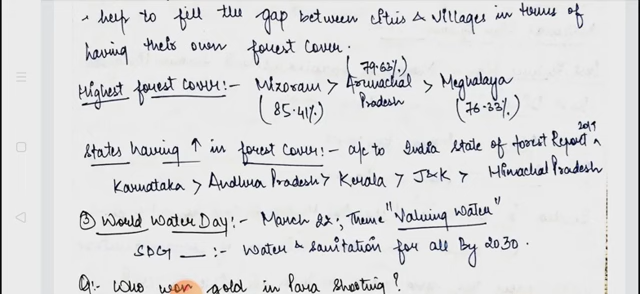 • help to fill the gap between cities & villages in terms of
having their own forest cover.
(79.63%)
Highest forest cover:- Mizoram > Arunachal > Meghalaya
Pradesh
(85.41%) (76.33%)
2019
States having ↑ in forest cover:- a/c to India state of forest Report ^
Karnataka > Andhra Pradesh > Kerala > J&K > Himachal Pradesh
③ World Water Day:- March 22; Theme "Valuing Water"
SDG __ :- Water & Sanitation for all By 2030.
Q:- Who won gold in Para Shooting?